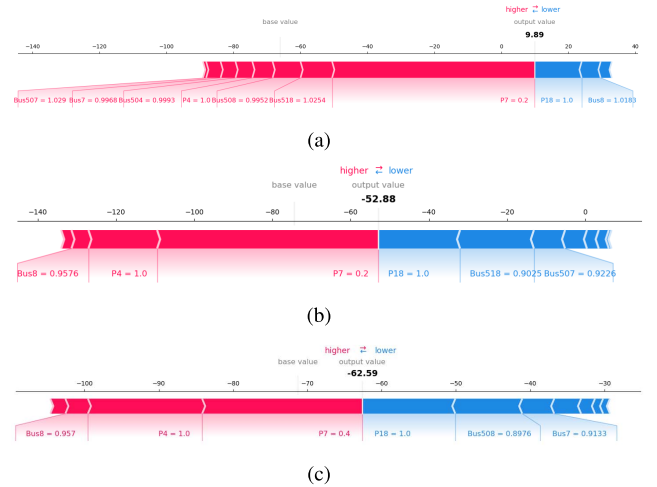 higher ⇄ lower
base value output value
9.89
−140 −120 −100 −80 −60 −40 −20 0 20 40
Bus507 = 1.029 Bus7 = 0.9968 Bus504 = 0.9993 P4 = 1.0 Bus508 = 0.9952 Bus518 = 1.0254 P7 = 0.2 P18 = 1.0 Bus8 = 1.0183
(a)
higher ⇄ lower
base value output value
-52.88
−140 −120 −100 −80 −60 −40 −20 0
Bus8 = 0.9576 P4 = 1.0 P7 = 0.2 P18 = 1.0 Bus518 = 0.9025 Bus507 = 0.9226
(b)
higher ⇄ lower
base value output value
-62.59
−100 −90 −80 −70 −60 −50 −40 −30
Bus8 = 0.957 P4 = 1.0 P7 = 0.4 P18 = 1.0 Bus508 = 0.8976 Bus7 = 0.9133
(c)